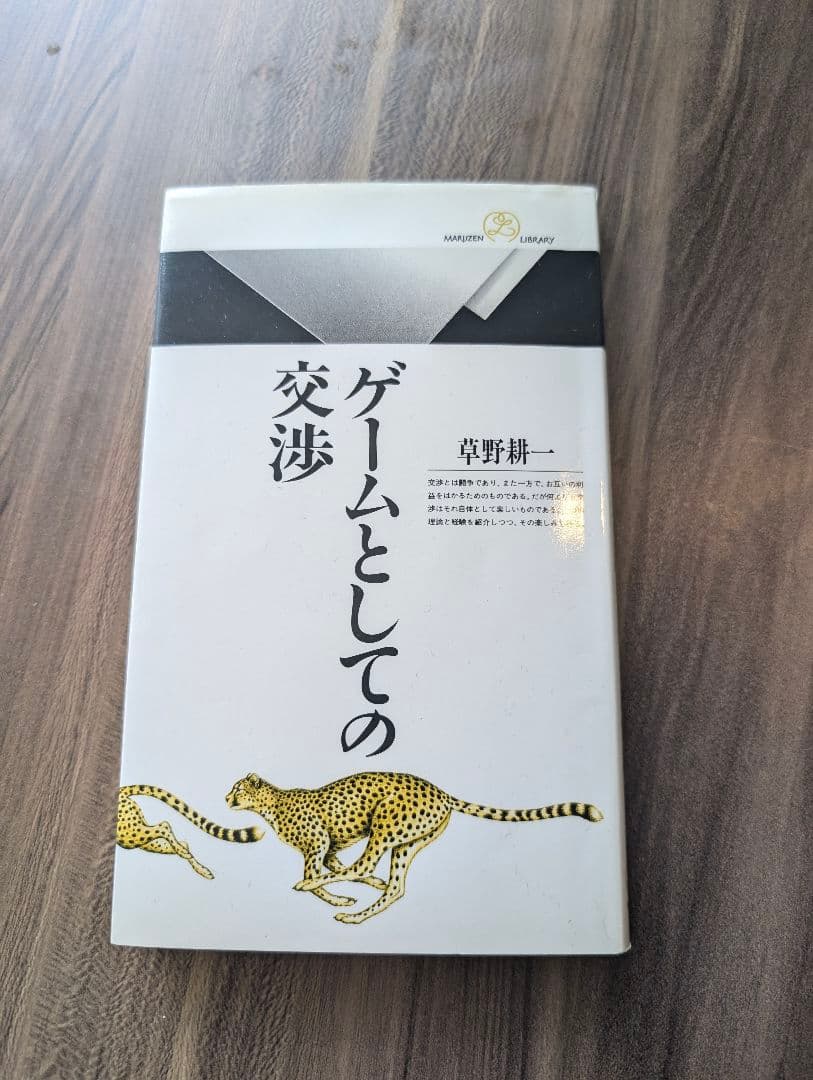 MARUZEN LIBRARY
ゲームとしての
交渉
草野耕一
交渉とは闘争であり、また一方で、お互いの利
益をはかるためのものである。だが何よりも交
渉はそれ自体として楽しいものである。
理論と経験を紹介しつつ、その楽しみ